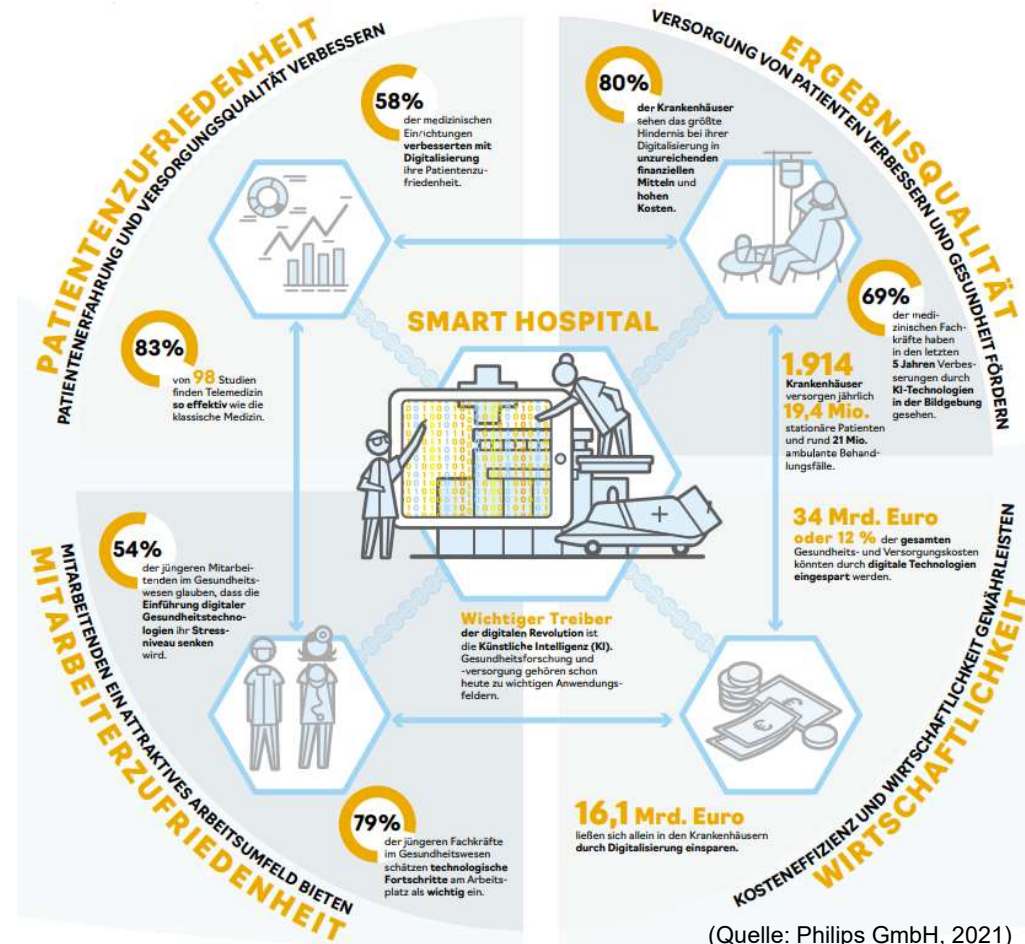 PATIENTENZUFRIEDENHEIT
PATIENTENERFAHRUNG UND VERSORGUNGSQUALITÄT VERBESSERN
58%
der medizinischen
Einrichtungen
verbesserten mit
Digitalisierung
ihre Patientenzu-
friedenheit.
83%
von 98 Studien
finden Telemedizin
so effektiv wie die
klassische Medizin.
VERSORGUNG VON PATIENTEN VERBESSERN UND GESUNDHEIT FÖRDERN
ERGEBNISQUALITÄT
80%
der Krankenhäuser
sehen das größte
Hindernis bei ihrer
Digitalisierung in
unzureichenden
finanziellen
Mitteln und
hohen
Kosten.
69%
der medi-
zinischen Fach-
kräfte haben
in den letzten
5 Jahren Verbes-
serungen durch
KI-Technologien
in der Bildgebung
gesehen.
1.914
Krankenhäuser
versorgen jährlich
19,4 Mio.
stationäre Patienten
und rund 21 Mio.
ambulante Behand-
lungsfälle.
SMART HOSPITAL
Wichtiger Treiber
der digitalen Revolution ist
die Künstliche Intelligenz (KI).
Gesundheitsforschung und
-versorgung gehören schon
heute zu wichtigen Anwendungs-
feldern.
54%
der jüngeren Mitarbei-
tenden im Gesundheits-
wesen glauben, dass die
Einführung digitaler
Gesundheitstechno-
logien ihr Stress-
niveau senken
wird.
MITARBEITENDEN EIN ATTRAKTIVES ARBEITSUMFELD BIETEN
MITARBEITERZUFRIEDENHEIT
79%
der jüngeren Fachkräfte
im Gesundheitswesen
schätzen technologische
Fortschritte am Arbeits-
platz als wichtig ein.
34 Mrd. Euro
oder 12 % der gesamten
Gesundheits- und Versorgungskosten
könnten durch digitale Technologien
eingespart werden.
16,1 Mrd. Euro
ließen sich allein in den Krankenhäusern
durch Digitalisierung einsparen.
KOSTENEFFIZIENZ UND WIRTSCHAFTLICHKEIT GEWÄHRLEISTEN
WIRTSCHAFTLICHKEIT
(Quelle: Philips GmbH, 2021)